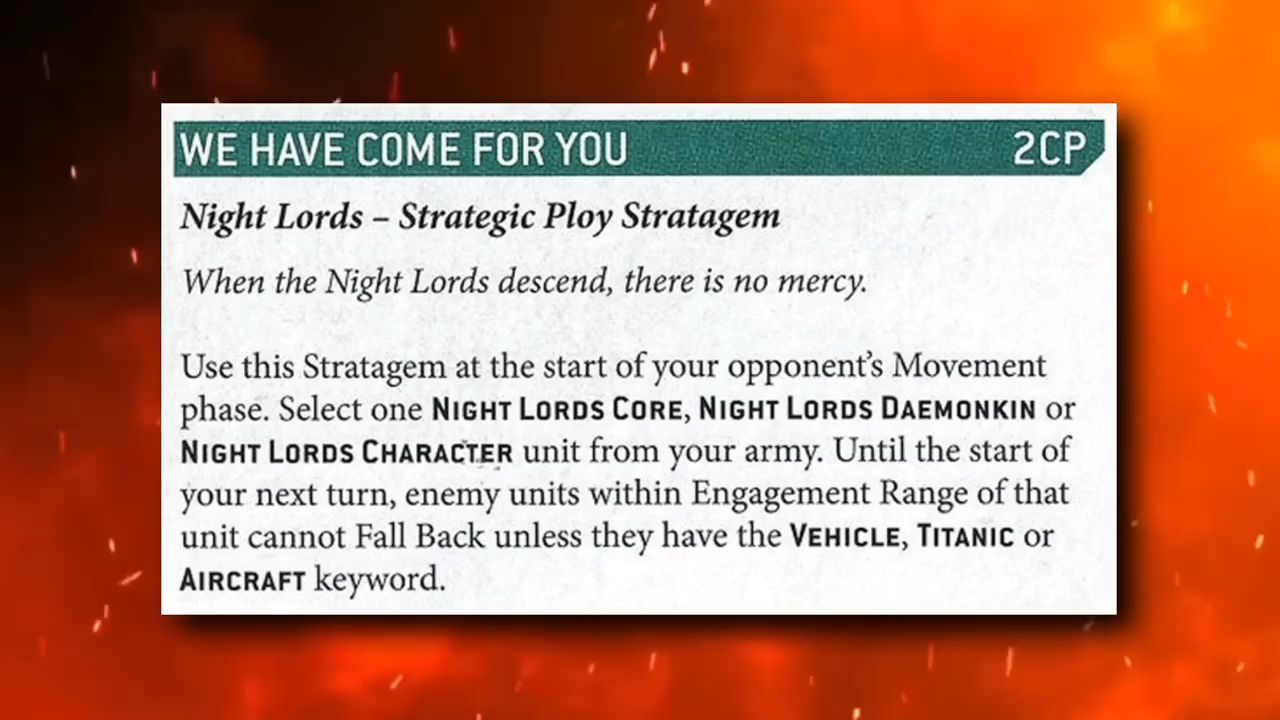 WE HAVE COME FOR YOU 2CP
Night Lords – Strategic Ploy Stratagem
When the Night Lords descend, there is no mercy.
Use this Stratagem at the start of your opponent's Movement
phase. Select one NIGHT LORDS CORE, NIGHT LORDS DAEMONKIN or
NIGHT LORDS CHARACTER unit from your army. Until the start of
your next turn, enemy units within Engagement Range of that
unit cannot Fall Back unless they have the VEHICLE, TITANIC or
AIRCRAFT keyword.